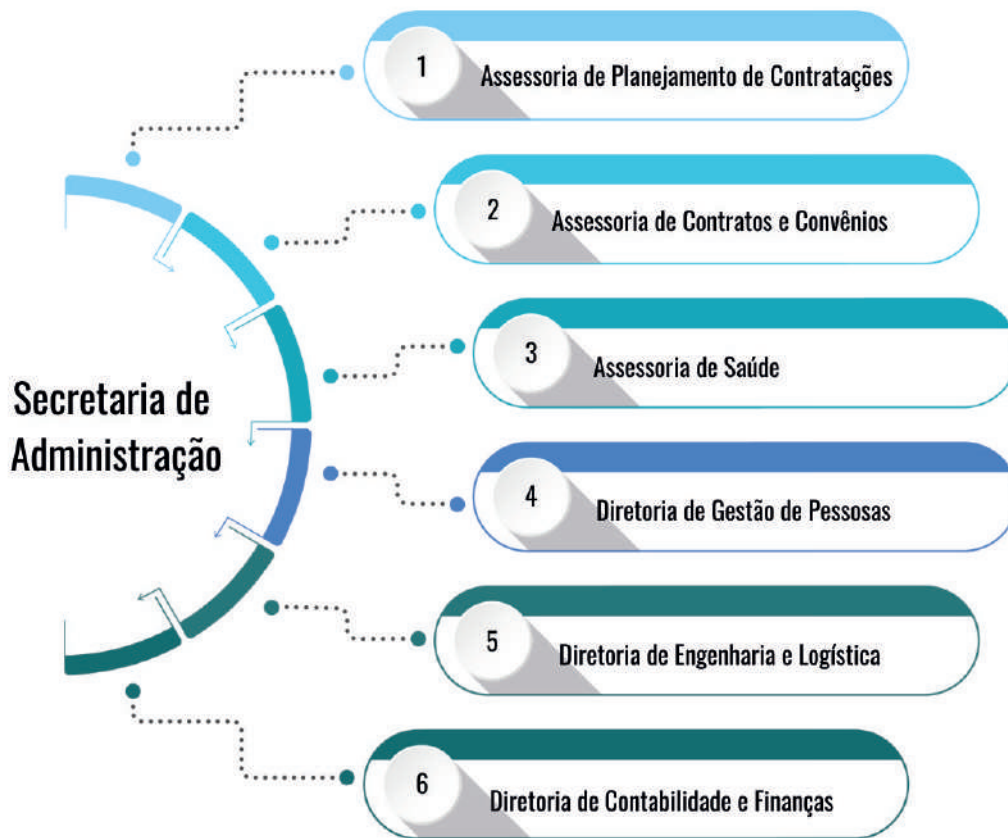 1
Assessoria de Planejamento de Contratações
2
Assessoria de Contratos e Convênios
3
Assessoria de Saúde
Secretaria de
Administração
4
Diretoria de Gestão de Pessosas
5
Diretoria de Engenharia e Logística
6
Diretoria de Contabilidade e Finanças